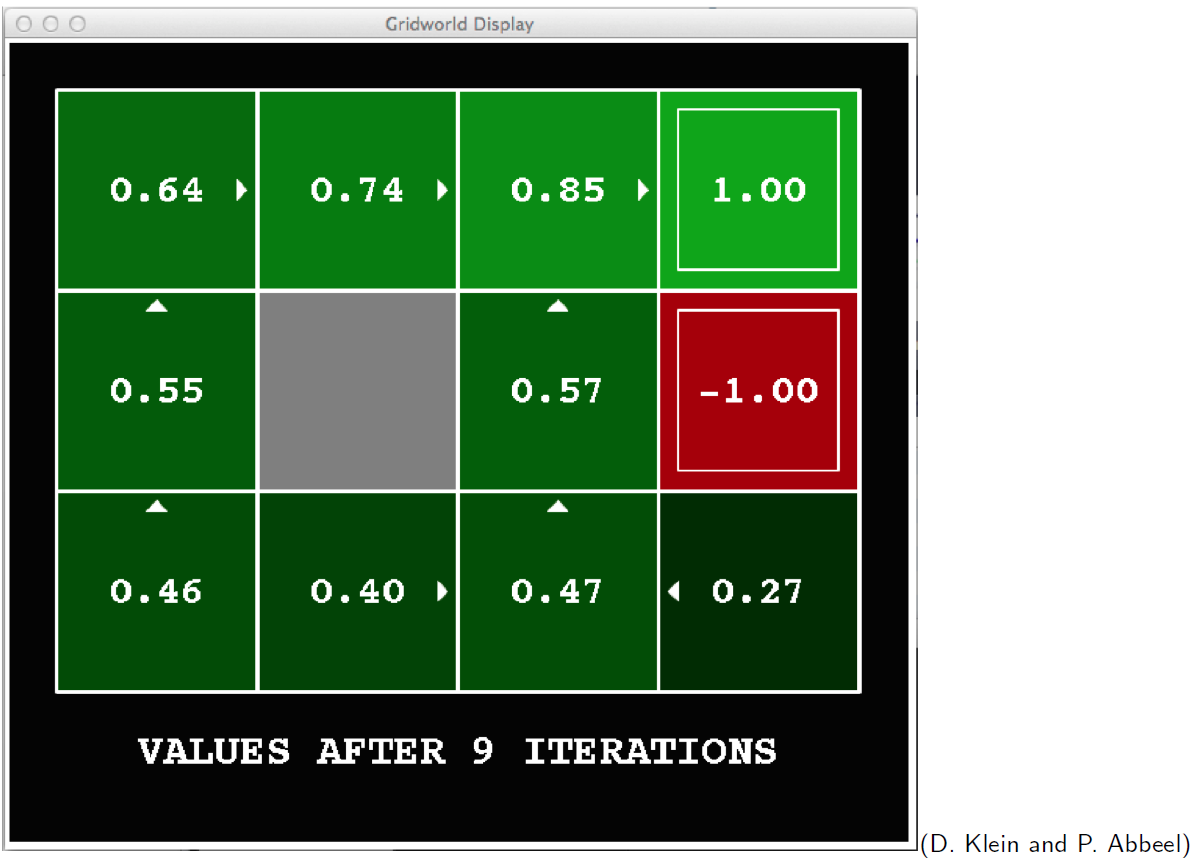 Gridworld Display
0.64 0.74 0.85 1.00
0.55 0.57 -1.00
0.46 0.40 0.47 0.27
VALUES AFTER 9 ITERATIONS
(D. Klein and P. Abbeel)